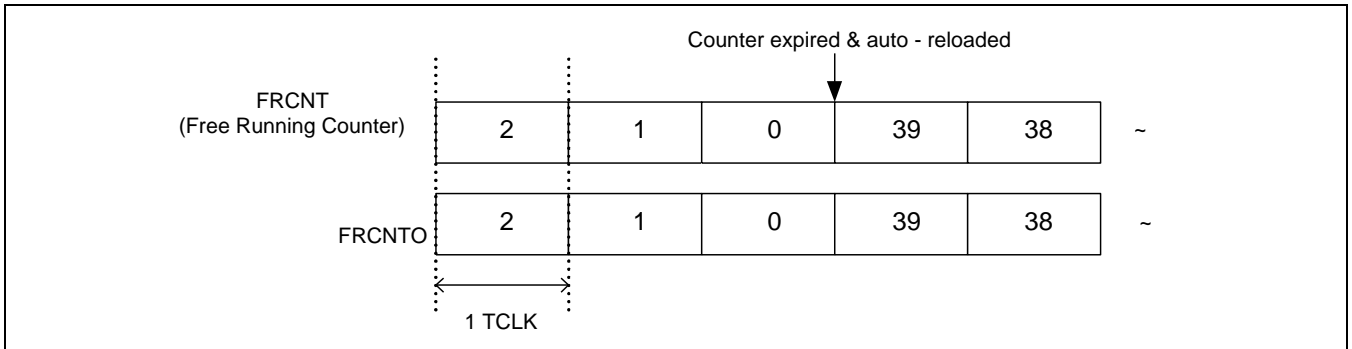 Counter expired & auto - reloaded
FRCNT
(Free Running Counter)
2 1 0 39 38 ~
FRCNTO
2 1 0 39 38 ~
1 TCLK